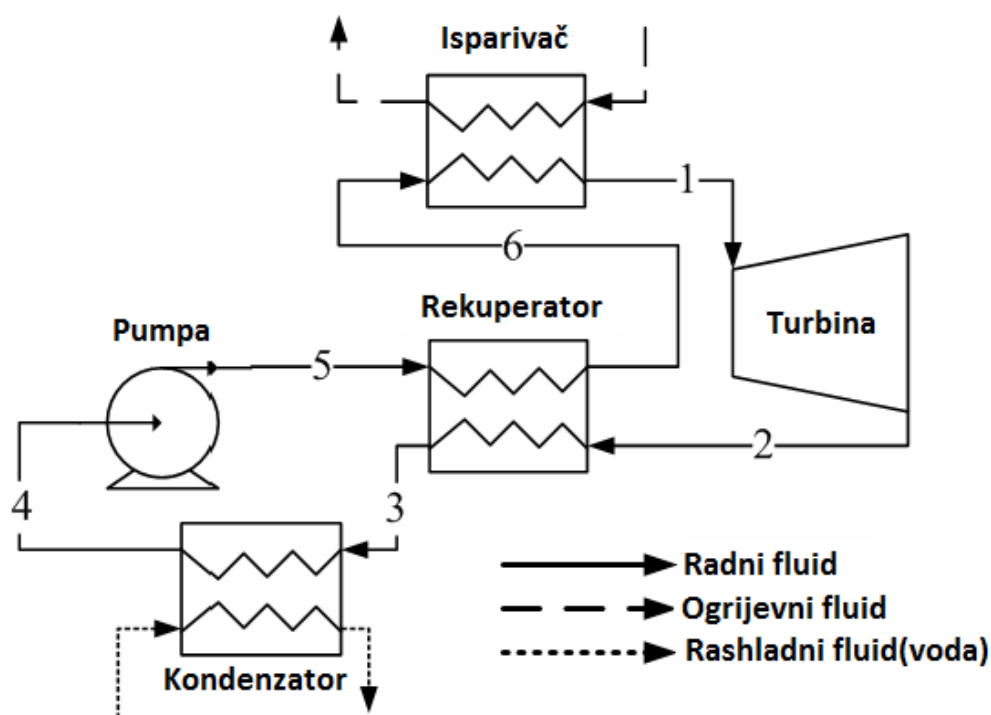 Isparivač
1
6
Rekuperator
Turbina
Pumpa
5
2
4
3
Radni fluid
Ogrijevni fluid
Rashladni fluid(voda)
Kondenzator